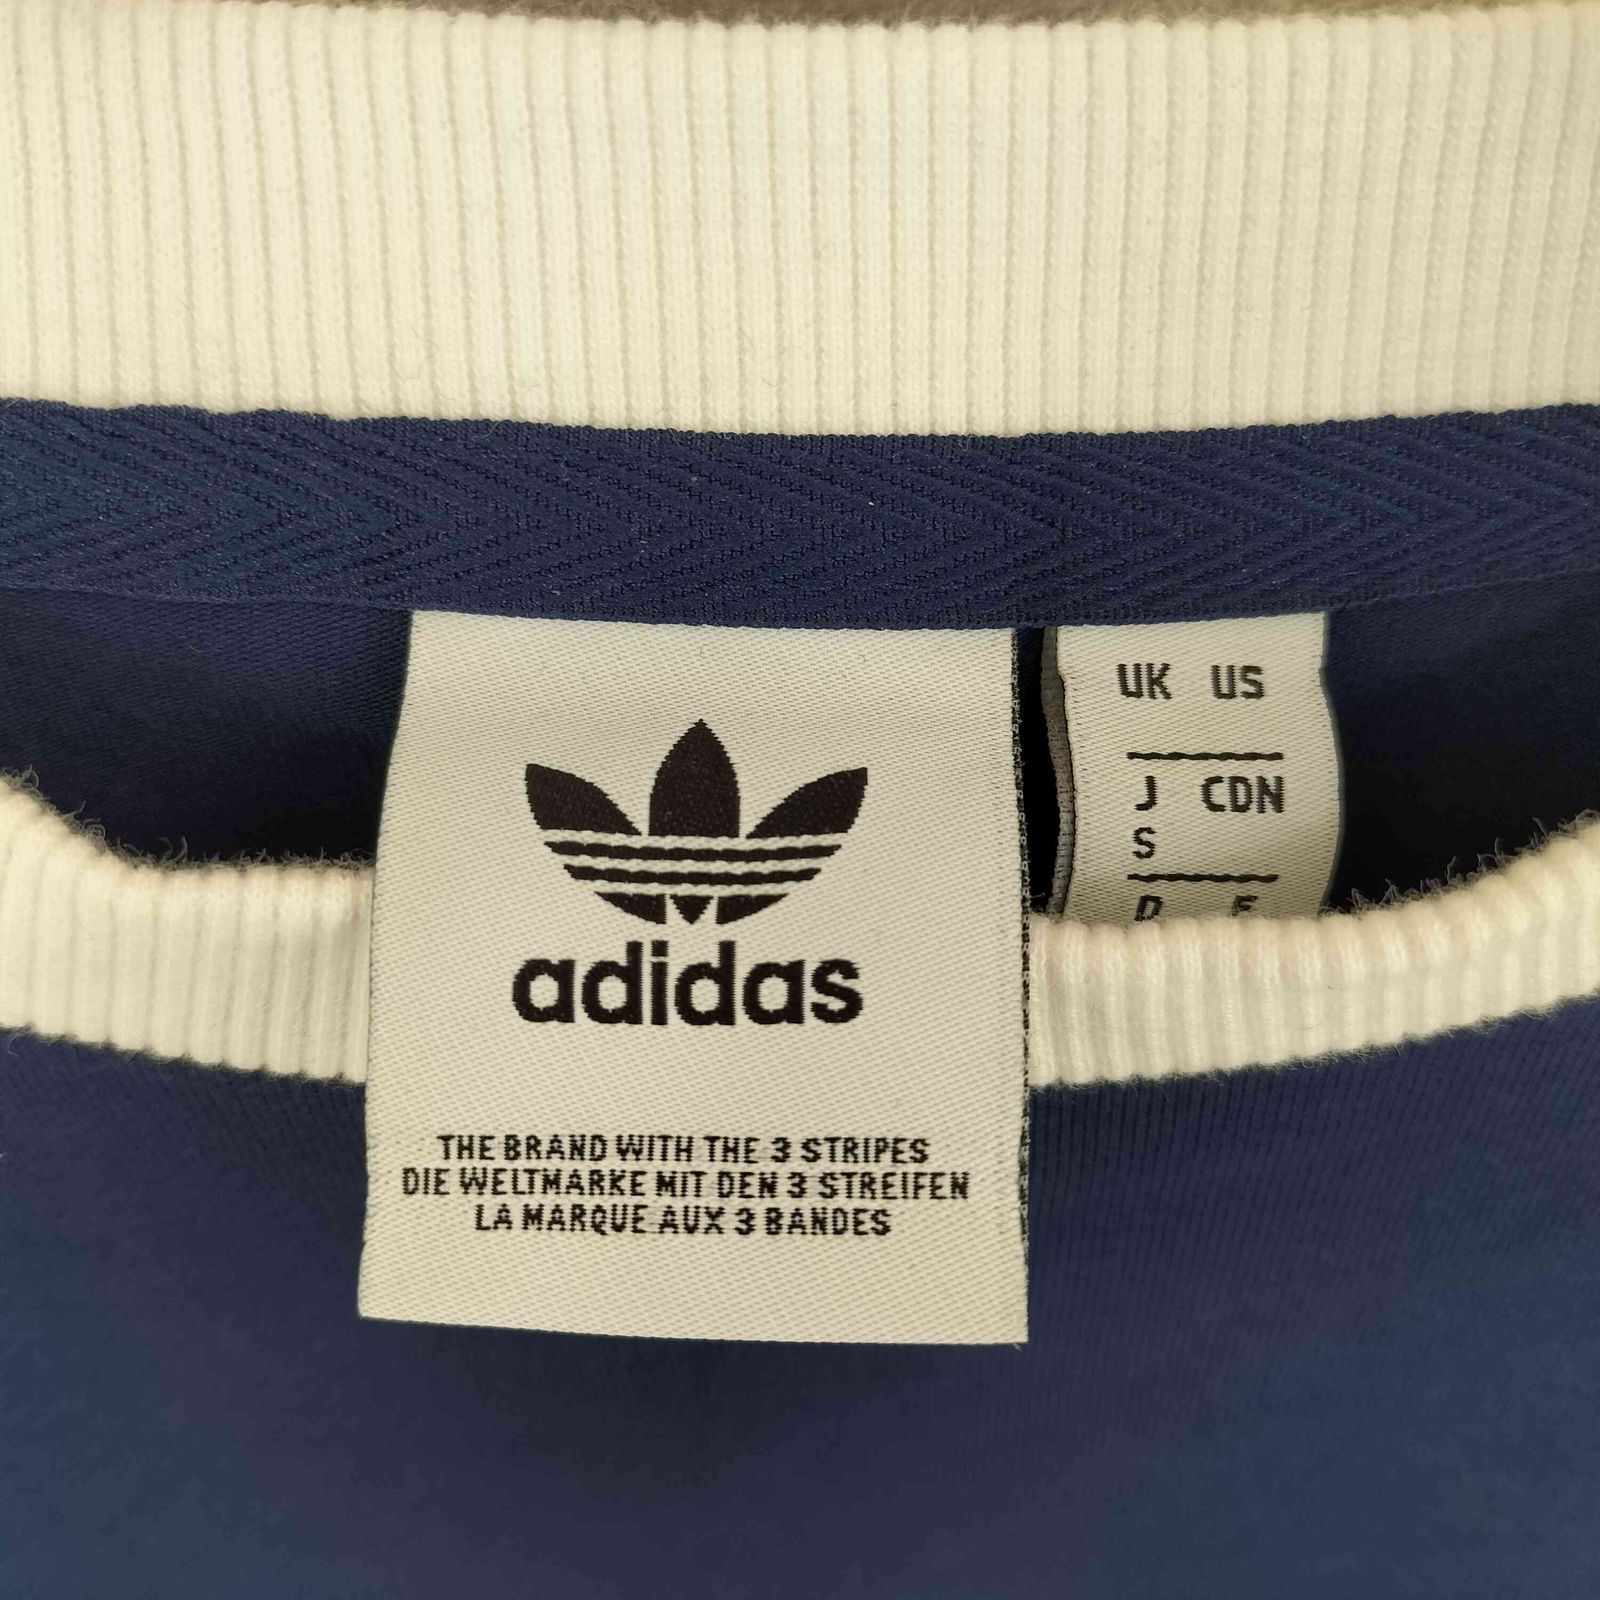 adidas
THE BRAND WITH THE 3 STRIPES
DIE WELTMARKE MIT DEN 3 STREIFEN
LA MARQUE AUX 3 BANDES
UK US
J CDN
S